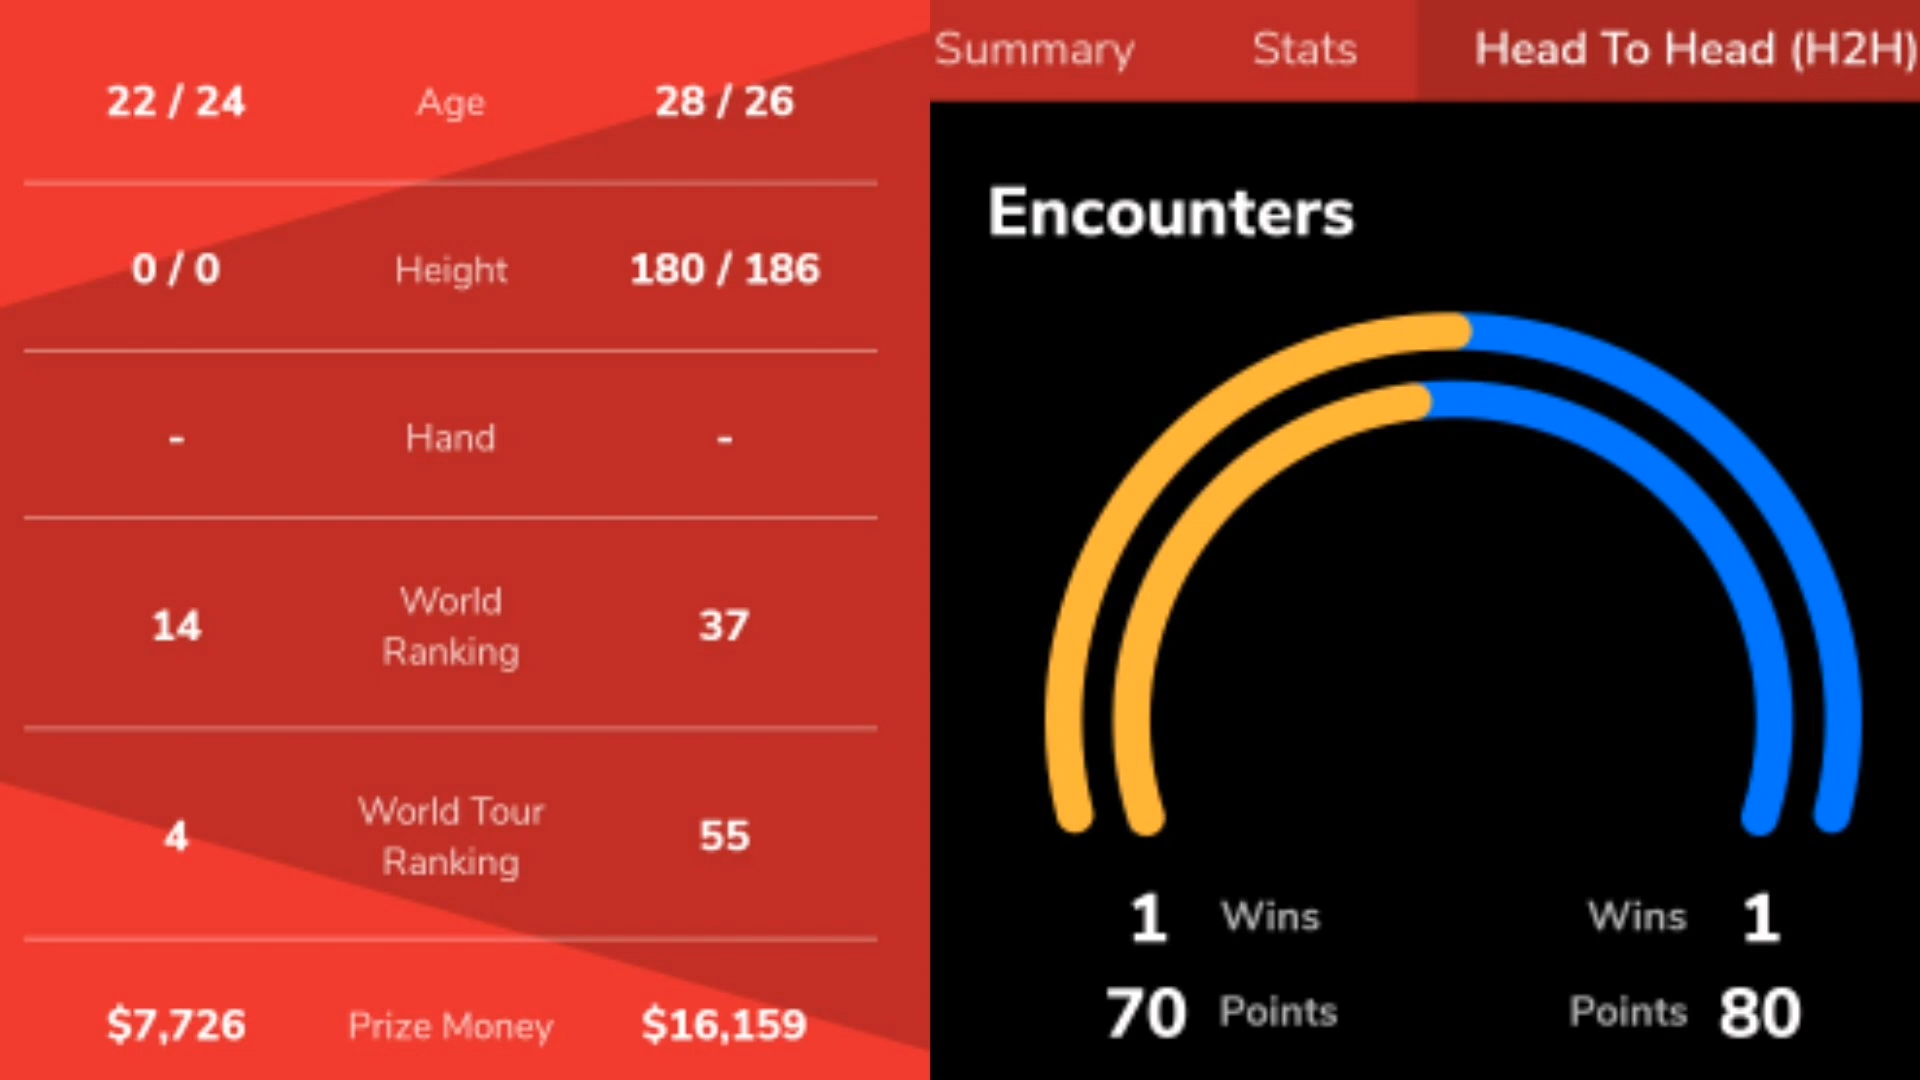 22 / 24 Age 28 / 26
0 / 0 Height 180 / 186
- Hand -
14 World Ranking 37
4 World Tour Ranking 55
$7,726 Prize Money $16,159
Summary Stats Head To Head (H2H)
Encounters
1 Wins Wins 1
70 Points Points 80